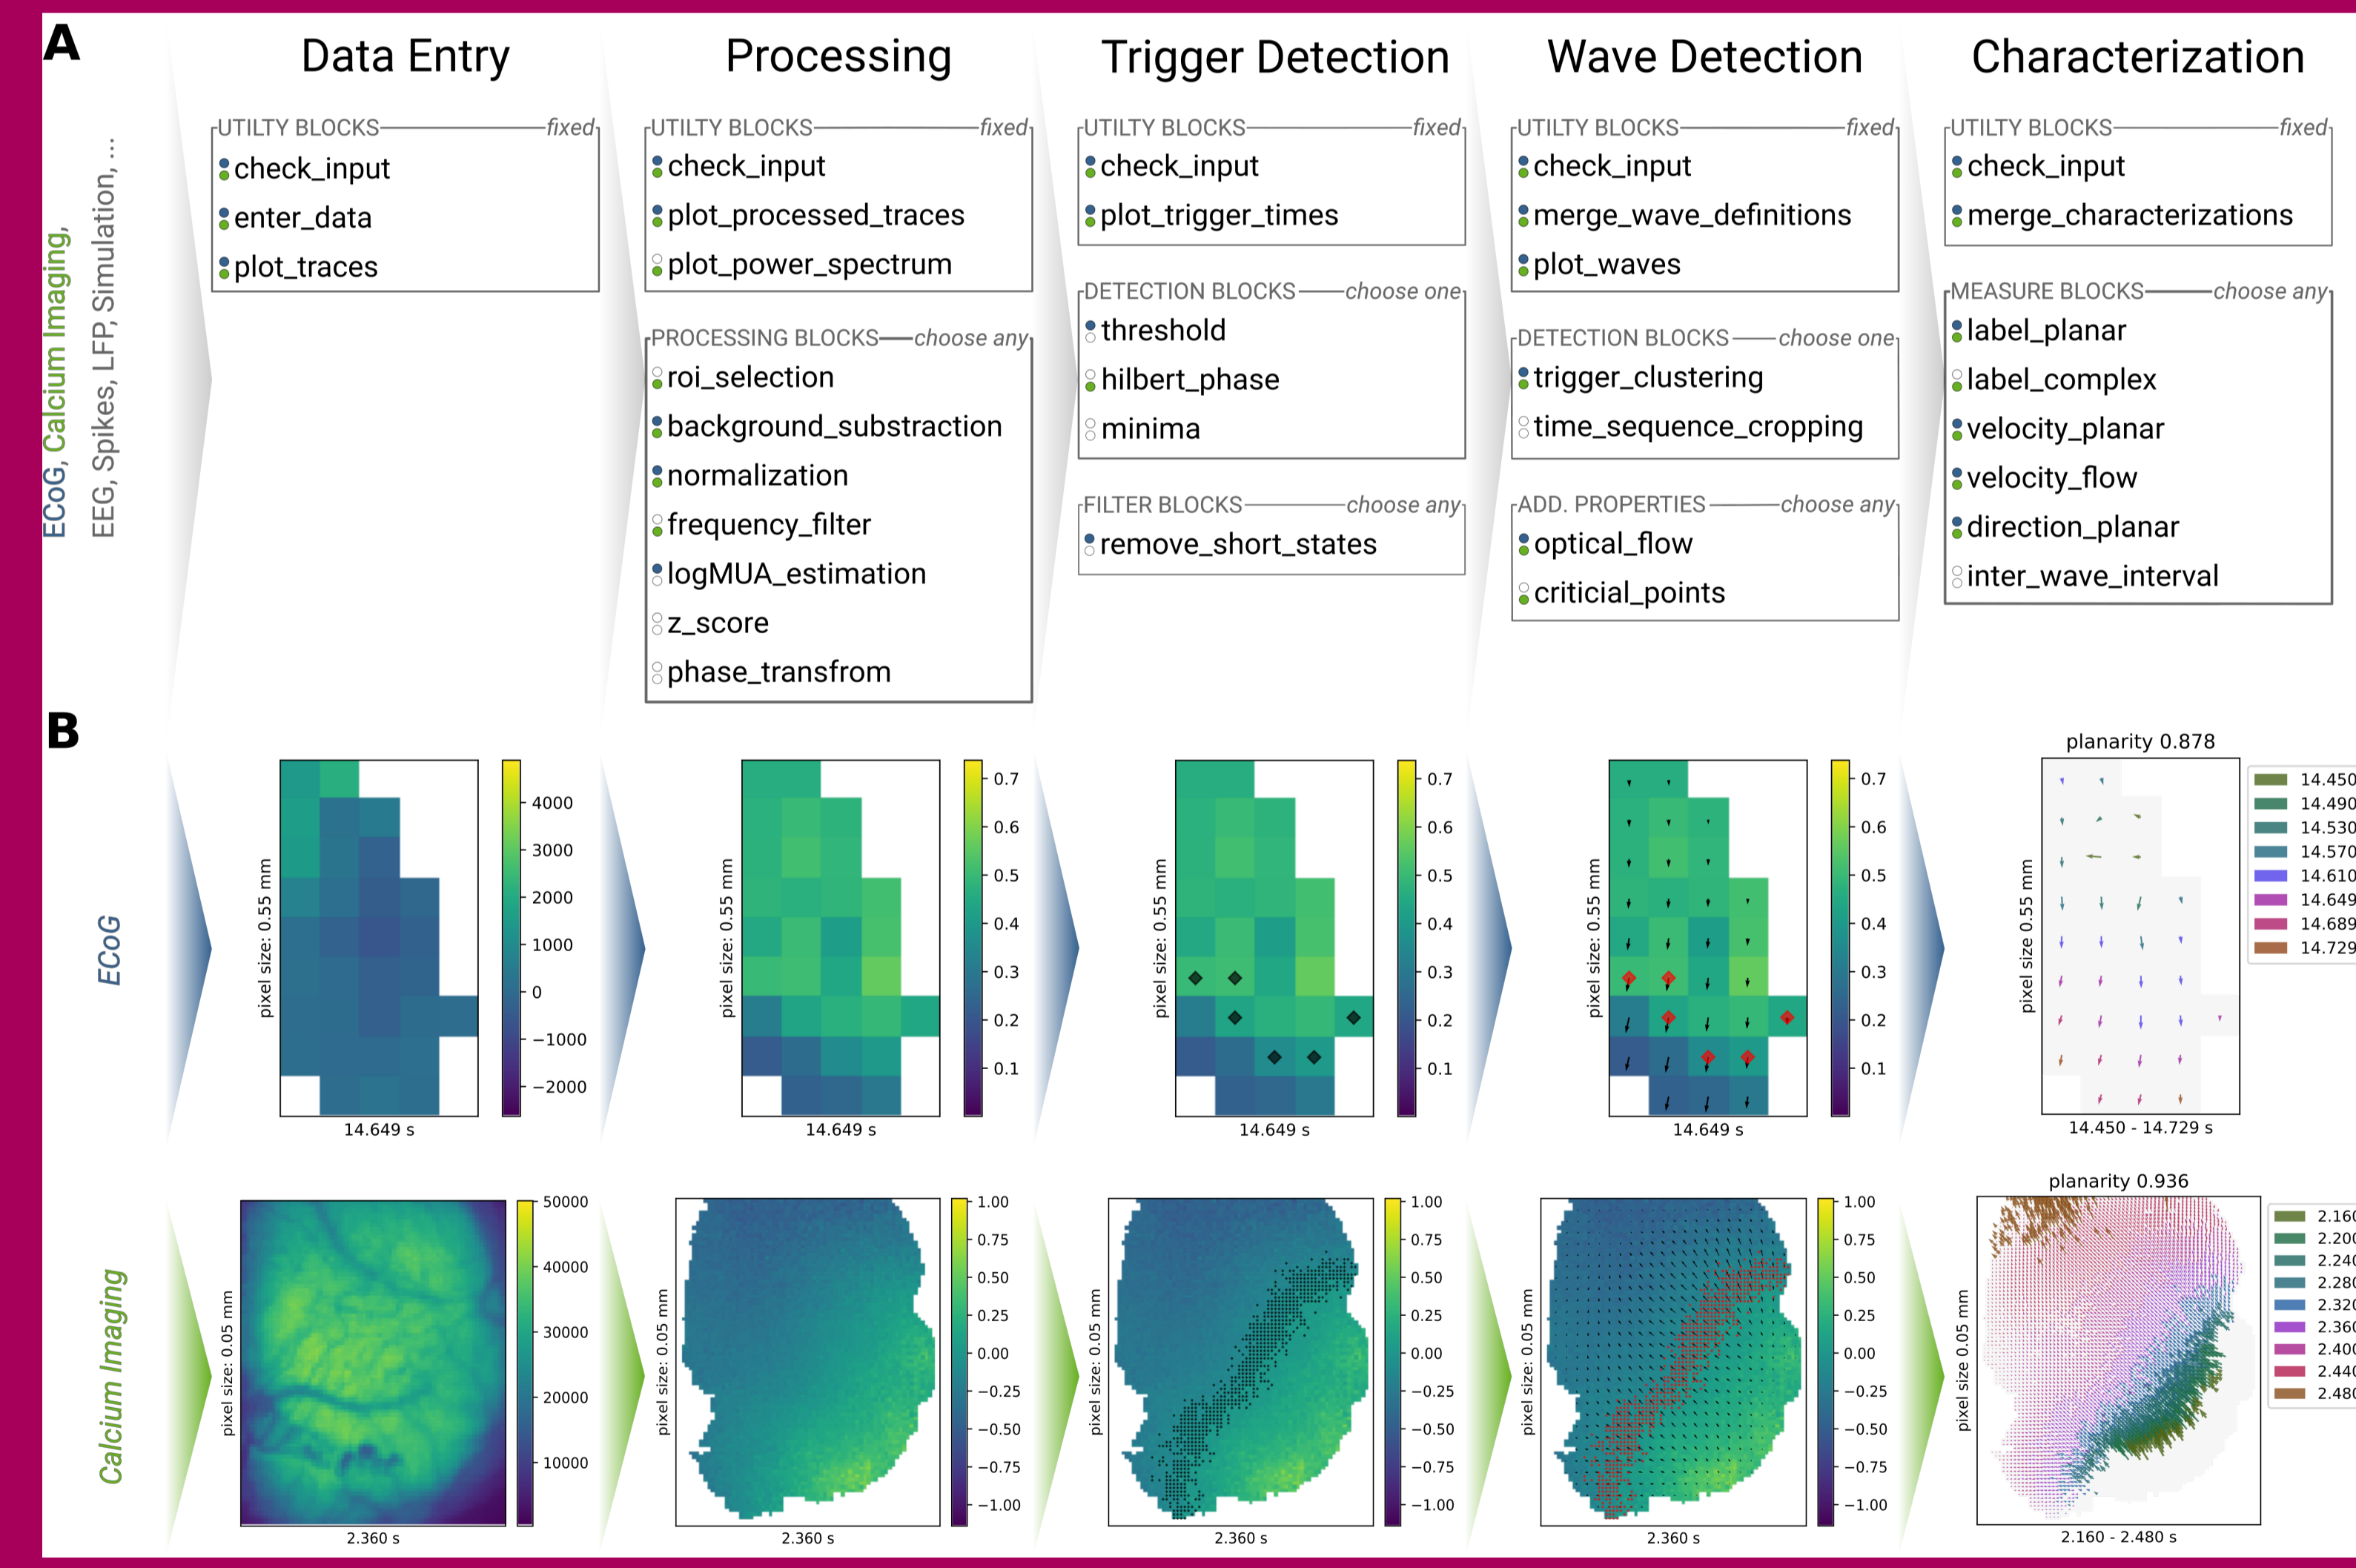 A
Data Entry
Processing
Trigger Detection
Wave Detection
Characterization
ECoG, Calcium Imaging,
EEG, Spikes, LFP, Simulation, ...
UTILTY BLOCKS fixed
check_input
enter_data
plot_traces
UTILTY BLOCKS fixed
check_input
plot_processed_traces
plot_power_spectrum
PROCESSING BLOCKS choose any
roi_selection
background_substraction
normalization
frequency_filter
logMUA_estimation
z_score
phase_transfrom
UTILTY BLOCKS fixed
check_input
plot_trigger_times
DETECTION BLOCKS choose one
threshold
hilbert_phase
minima
FILTER BLOCKS choose any
remove_short_states
UTILTY BLOCKS fixed
check_input
merge_wave_definitions
plot_waves
DETECTION BLOCKS choose one
trigger_clustering
time_sequence_cropping
ADD. PROPERTIES choose any
optical_flow
criticial_points
UTILTY BLOCKS fixed
check_input
merge_characterizations
MEASURE BLOCKS choose any
label_planar
label_complex
velocity_planar
velocity_flow
direction_planar
inter_wave_interval
B
ECoG
pixel size: 0.55 mm
14.649 s
4000
3000
2000
1000
0
−1000
−2000
pixel size: 0.55 mm
14.649 s
0.7
0.6
0.5
0.4
0.3
0.2
0.1
pixel size: 0.55 mm
14.649 s
0.7
0.6
0.5
0.4
0.3
0.2
0.1
pixel size: 0.55 mm
14.649 s
0.7
0.6
0.5
0.4
0.3
0.2
0.1
planarity 0.878
pixel size 0.55 mm
14.450 - 14.729 s
14.450
14.490
14.530
14.570
14.610
14.649
14.689
14.729
Calcium Imaging
pixel size: 0.05 mm
2.360 s
50000
40000
30000
20000
10000
pixel size: 0.05 mm
2.360 s
1.00
0.75
0.50
0.25
0.00
−0.25
−0.50
−0.75
−1.00
pixel size: 0.05 mm
2.360 s
1.00
0.75
0.50
0.25
0.00
−0.25
−0.50
−0.75
−1.00
pixel size: 0.05 mm
2.360 s
1.00
0.75
0.50
0.25
0.00
−0.25
−0.50
−0.75
−1.00
planarity 0.936
pixel size 0.05 mm
2.160 - 2.480 s
2.160
2.200
2.240
2.280
2.320
2.360
2.400
2.440
2.480